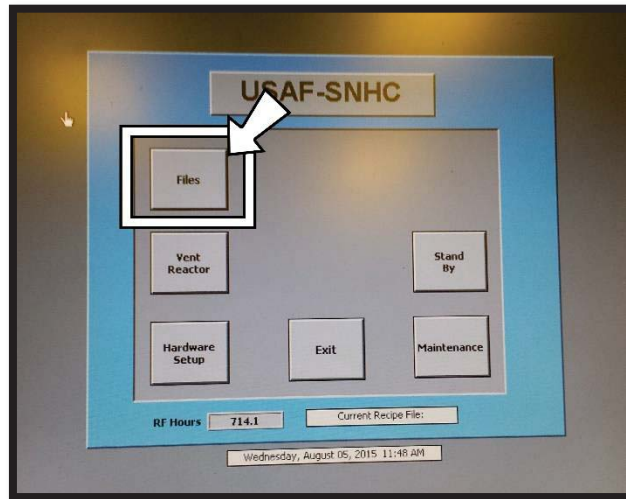 USAF-SNHC
Files
Vent
Reactor
Stand
By
Hardware
Setup
Exit
Maintenance
RF Hours 714.1
Current Recipe File:
Wednesday, August 05, 2015 11:48 AM